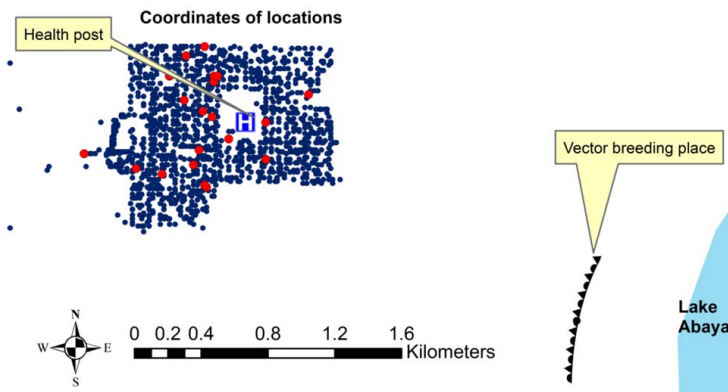 Coordinates of locations
Health post
H
Vector breeding place
Lake
Abaya
N
W E
S
0 0.2 0.4 0.8 1.2 1.6
Kilometers